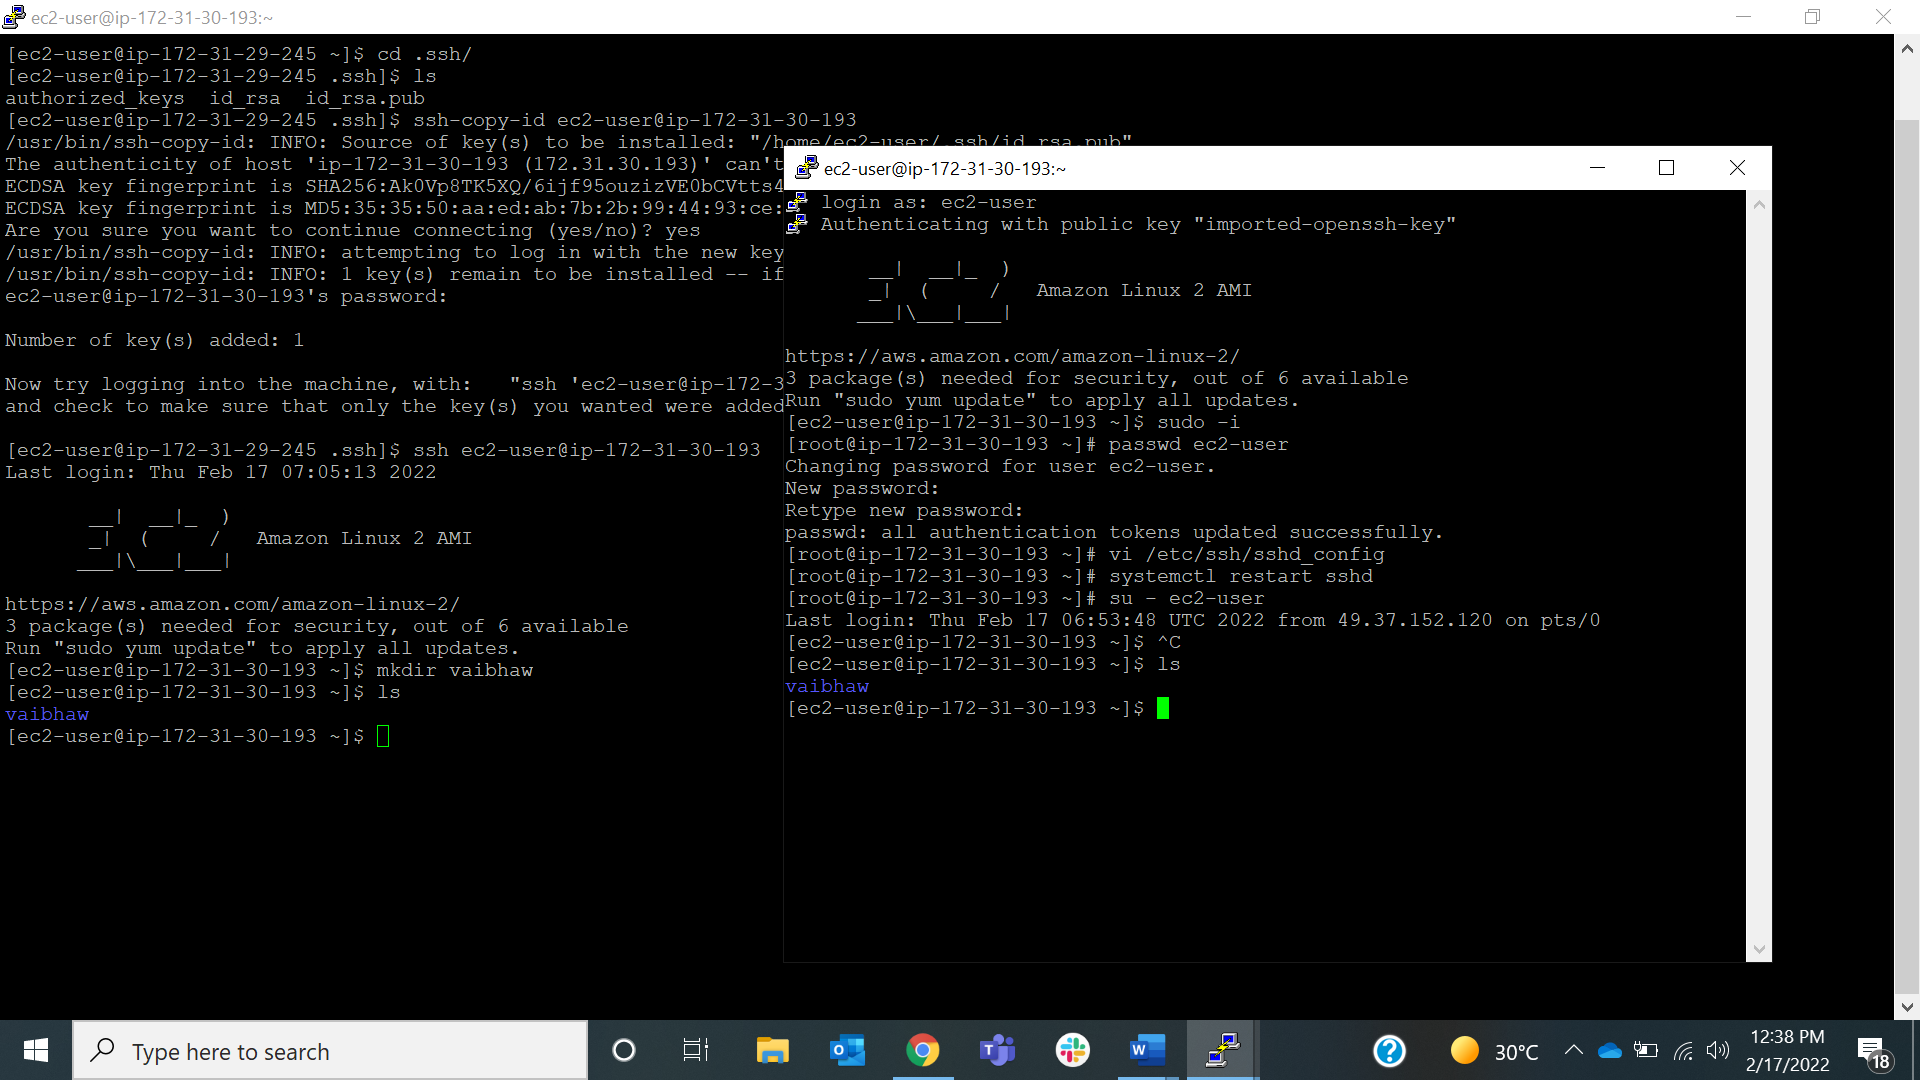 ec2-user@ip-172-31-30-193:~
[ec2-user@ip-172-31-29-245 ~]$ cd .ssh/
[ec2-user@ip-172-31-29-245 .ssh]$ ls
authorized_keys  id_rsa  id_rsa.pub
[ec2-user@ip-172-31-29-245 .ssh]$ ssh-copy-id ec2-user@ip-172-31-30-193
/usr/bin/ssh-copy-id: INFO: Source of key(s) to be installed: "/home/ec2-user/.ssh/id_rsa.pub"
The authenticity of host 'ip-172-31-30-193 (172.31.30.193)' can't
ECDSA key fingerprint is SHA256:Ak0Vp8TK5XQ/6ijf95ouzizVE0bCVtts4
ECDSA key fingerprint is MD5:35:35:50:aa:ed:ab:7b:2b:99:44:93:ce:
Are you sure you want to continue connecting (yes/no)? yes
/usr/bin/ssh-copy-id: INFO: attempting to log in with the new key
/usr/bin/ssh-copy-id: INFO: 1 key(s) remain to be installed -- if
ec2-user@ip-172-31-30-193's password:
Number of key(s) added: 1
Now try logging into the machine, with:   "ssh 'ec2-user@ip-172-3
and check to make sure that only the key(s) you wanted were added
[ec2-user@ip-172-31-29-245 .ssh]$ ssh ec2-user@ip-172-31-30-193
Last login: Thu Feb 17 07:05:13 2022
       __|  __|_  )
       _|  (     /   Amazon Linux 2 AMI
      ___|\___|___|
https://aws.amazon.com/amazon-linux-2/
3 package(s) needed for security, out of 6 available
Run "sudo yum update" to apply all updates.
[ec2-user@ip-172-31-30-193 ~]$ mkdir vaibhaw
[ec2-user@ip-172-31-30-193 ~]$ ls
vaibhaw
[ec2-user@ip-172-31-30-193 ~]$
ec2-user@ip-172-31-30-193:~
login as: ec2-user
Authenticating with public key "imported-openssh-key"
       __|  __|_  )
       _|  (     /   Amazon Linux 2 AMI
      ___|\___|___|
https://aws.amazon.com/amazon-linux-2/
3 package(s) needed for security, out of 6 available
Run "sudo yum update" to apply all updates.
[ec2-user@ip-172-31-30-193 ~]$ sudo -i
[root@ip-172-31-30-193 ~]# passwd ec2-user
Changing password for user ec2-user.
New password:
Retype new password:
passwd: all authentication tokens updated successfully.
[root@ip-172-31-30-193 ~]# vi /etc/ssh/sshd_config
[root@ip-172-31-30-193 ~]# systemctl restart sshd
[root@ip-172-31-30-193 ~]# su - ec2-user
Last login: Thu Feb 17 06:53:48 UTC 2022 from 49.37.152.120 on pts/0
[ec2-user@ip-172-31-30-193 ~]$ ^C
[ec2-user@ip-172-31-30-193 ~]$ ls
vaibhaw
[ec2-user@ip-172-31-30-193 ~]$
Type here to search
30°C
12:38 PM
2/17/2022
18